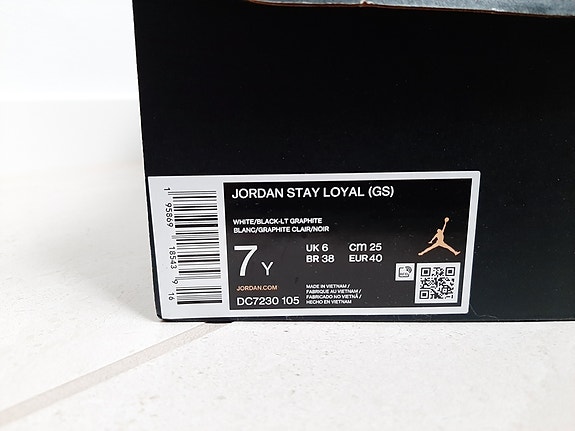 JORDAN STAY LOYAL (GS)
WHITE/BLACK-LT GRAPHITE
BLANC/GRAPHITE CLAIR/NOIR
7 Y
UK 6 cm 25
BR 38 EUR 40
JORDAN.COM
DC7230 105
MADE IN VIETNAM /
FABRIQUE AU VIETNAM /
FABRICADO NO VIETNÃ /
HECHO EN VIETNAM
1 95869 18543 9 16